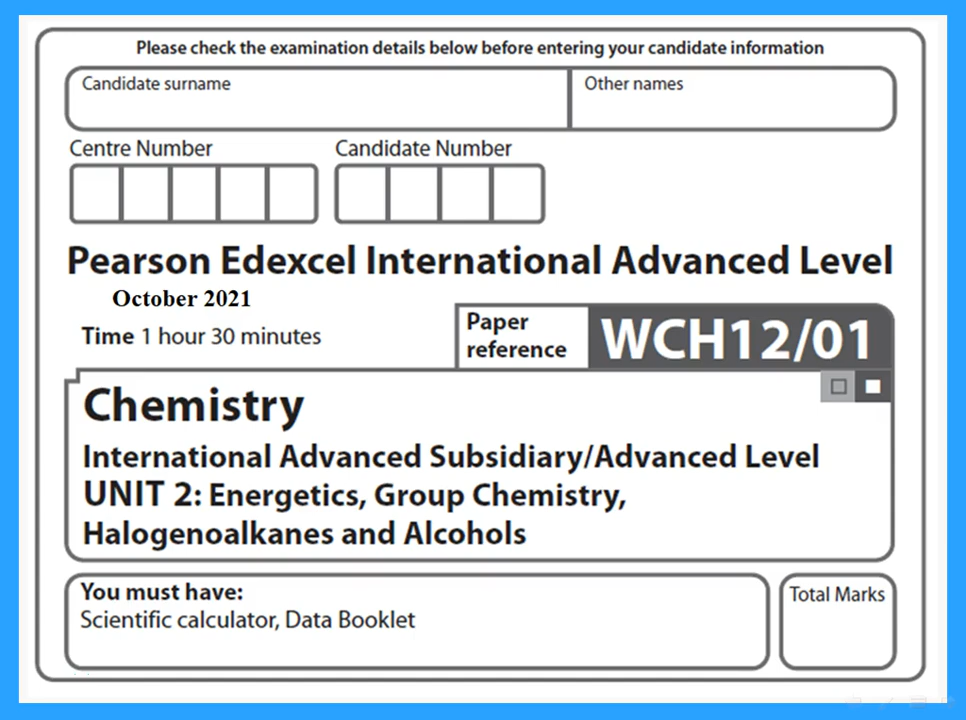 Please check the examination details below before entering your candidate information
Candidate surname
Other names
Centre Number
Candidate Number
Pearson Edexcel International Advanced Level
October 2021
Time 1 hour 30 minutes
Paper reference
WCH12/01
Chemistry
International Advanced Subsidiary/Advanced Level
UNIT 2: Energetics, Group Chemistry,
Halogenoalkanes and Alcohols
You must have:
Scientific calculator, Data Booklet
Total Marks